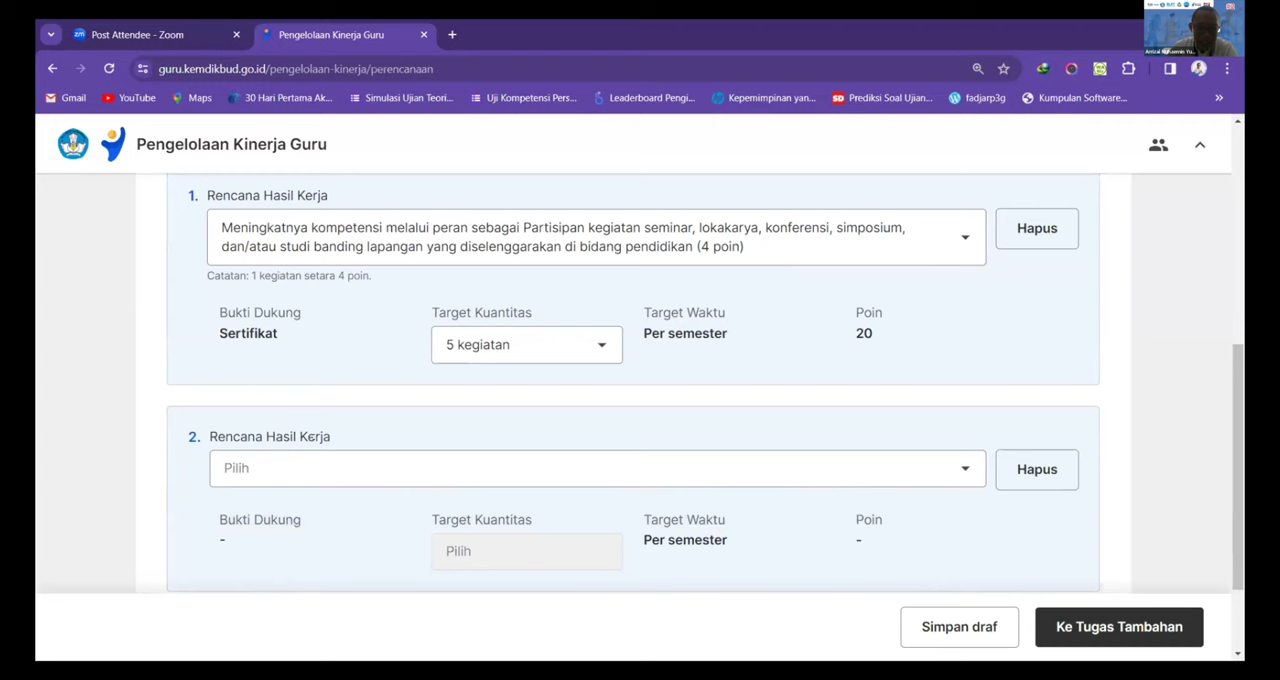 Post Attendee - Zoom
Pengelolaan Kinerja Guru
guru.kemdikbud.go.id/pengelolaan-kinerja/perencanaan
Gmail
YouTube
Maps
30 Hari Pertama Ak...
Simulasi Ujian Teori...
Uji Kompetensi Pers...
Leaderboard Pengi...
Kepemimpinan yan...
SD Prediksi Soal Ujian...
fadjarp3g
Kumpulan Software...
»
Pengelolaan Kinerja Guru
1. Rencana Hasil Kerja
Meningkatnya kompetensi melalui peran sebagai Partisipan kegiatan seminar, lokakarya, konferensi, simposium,
dan/atau studi banding lapangan yang diselenggarakan di bidang pendidikan (4 poin)
Hapus
Catatan: 1 kegiatan setara 4 poin.
Bukti Dukung
Sertifikat
Target Kuantitas
5 kegiatan
Target Waktu
Per semester
Poin
20
2. Rencana Hasil Kerja
Pilih
Hapus
Bukti Dukung
-
Target Kuantitas
Pilih
Target Waktu
Per semester
Poin
-
Simpan draf
Ke Tugas Tambahan